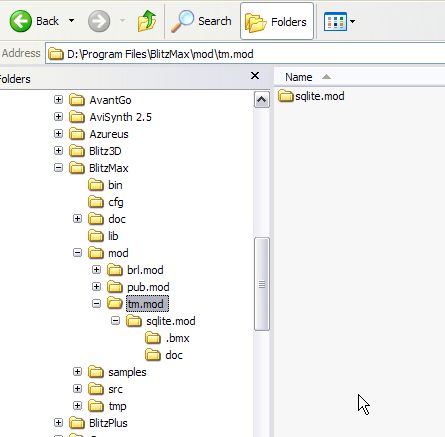 Back Search Folders
Address D:\Program Files\BlitzMax\mod\tm.mod
Folders
Name
sqlite.mod
AvantGo
AviSynth 2.5
Azureus
Blitz3D
BlitzMax
bin
cfg
doc
lib
mod
brl.mod
pub.mod
tm.mod
sqlite.mod
.bmx
doc
samples
src
tmp
BlitzPlus